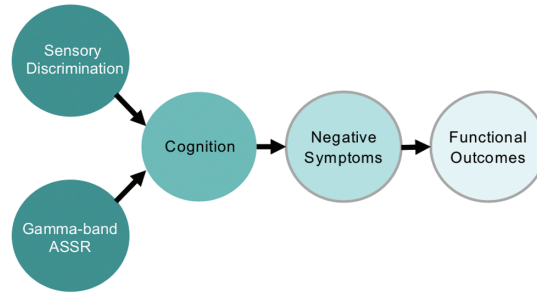 Sensory
Discrimination
Cognition
Negative
Symptoms
Functional
Outcomes
Gamma-band
ASSR